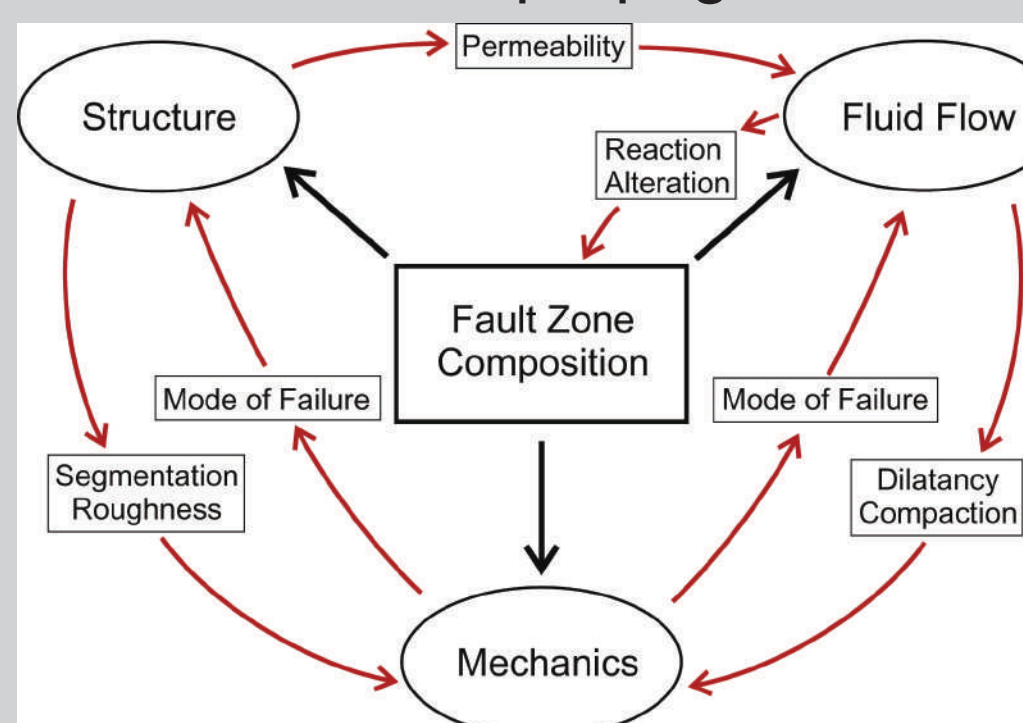 Permeability
Structure
Fluid Flow
Reaction
Alteration
Fault Zone
Composition
Mode of Failure
Mode of Failure
Segmentation
Roughness
Dilatancy
Compaction
Mechanics